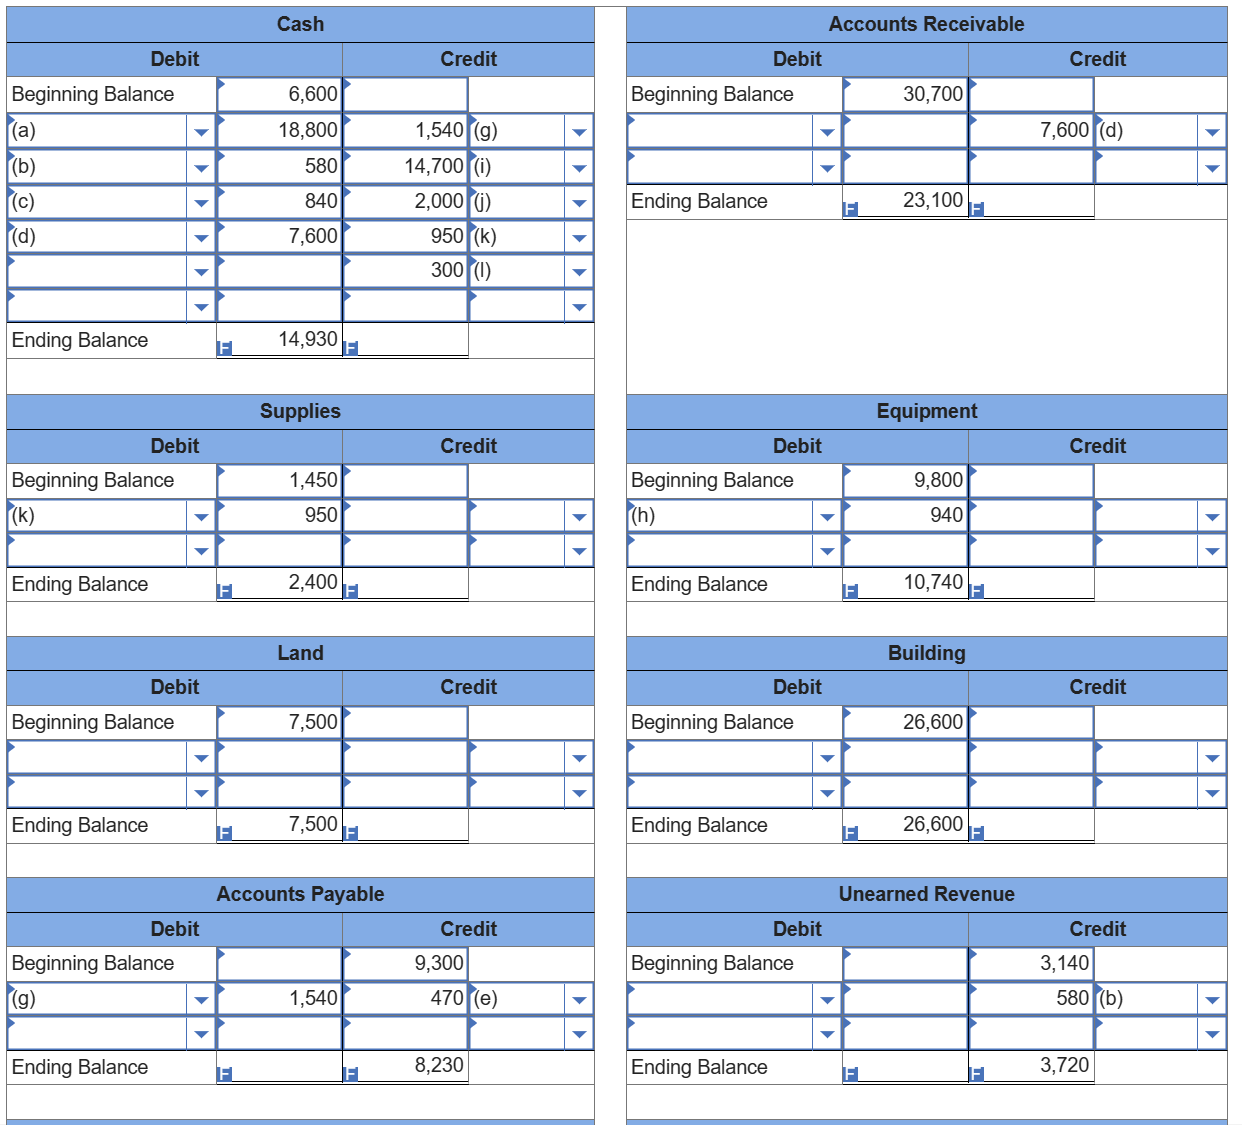 Cash
Debit Credit
Beginning Balance 6,600
(a) 18,800 1,540 (g)
(b) 580 14,700 (i)
(c) 840 2,000 (j)
(d) 7,600 950 (k)
300 (l)
Ending Balance F 14,930 F
Accounts Receivable
Debit Credit
Beginning Balance 30,700
7,600 (d)
Ending Balance F 23,100 F
Supplies
Debit Credit
Beginning Balance 1,450
(k) 950
Ending Balance F 2,400 F
Equipment
Debit Credit
Beginning Balance 9,800
(h) 940
Ending Balance F 10,740 F
Land
Debit Credit
Beginning Balance 7,500
Ending Balance F 7,500 F
Building
Debit Credit
Beginning Balance 26,600
Ending Balance F 26,600 F
Accounts Payable
Debit Credit
Beginning Balance 9,300
(g) 1,540 470 (e)
Ending Balance F F 8,230
Unearned Revenue
Debit Credit
Beginning Balance 3,140
580 (b)
Ending Balance F F 3,720